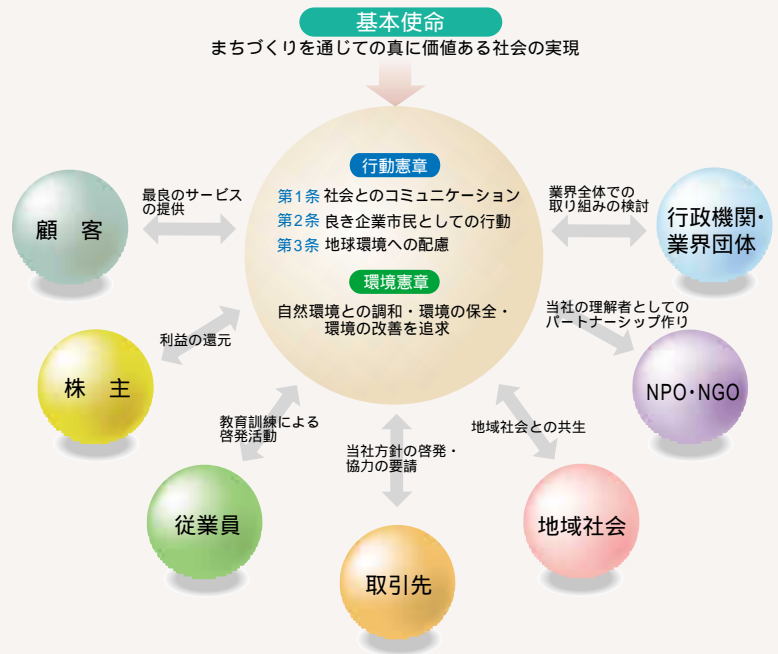 基本使命
まちづくりを通じての真に価値ある社会の実現
行動憲章
第1条 社会とのコミュニケーション
第2条 良き企業市民としての行動
第3条 地球環境への配慮
環境憲章
自然環境との調和・環境の保全・
環境の改善を追求
最良のサービス
の提供
顧 客
利益の還元
株 主
教育訓練による
啓発活動
従業員
当社方針の啓発・
協力の要請
取引先
地域社会との共生
地域社会
当社の理解者としての
パートナーシップ作り
NPO・NGO
業界全体での
取り組みの検討
行政機関・
業界団体